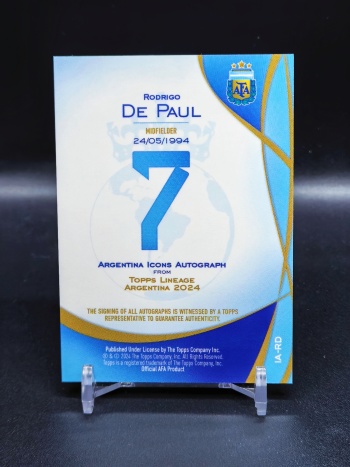 AFA
RODRIGO
DE PAUL
MIDFIELDER
24/05/1994
7
ARGENTINA ICONS AUTOGRAPH
FROM
TOPPS LINEAGE
ARGENTINA 2024
THE SIGNING OF ALL AUTOGRAPHS IS WITNESSED BY A TOPPS
REPRESENTATIVE TO GUARANTEE AUTHENTICITY.
Published Under License by The Topps Company Inc.
® & © 2024 The Topps Company, Inc. All Rights Reserved.
Topps is a registered trademark of The Topps Company, Inc.
Official AFA Product
IA-RD